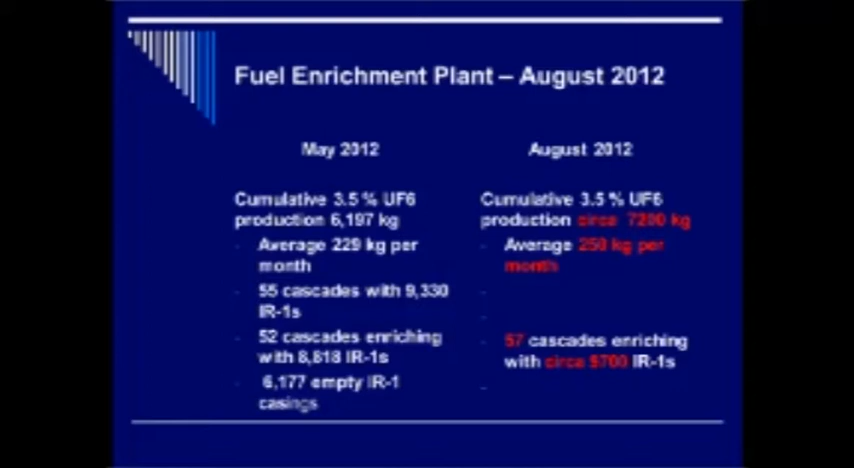 Fuel Enrichment Plant – August 2012
May 2012
Cumulative 3.5 % UF6
production 6,197 kg
- Average 229 kg per
month
- 55 cascades with 9,330
IR-1s
- 52 cascades enriching
with 8,818 IR-1s
- 6,177 empty IR-1
casings
August 2012
Cumulative 3.5 % UF6
production circa 7200 kg
- Average 250 kg per
month
-
-
- 57 cascades enriching
with circa IR-1s
-